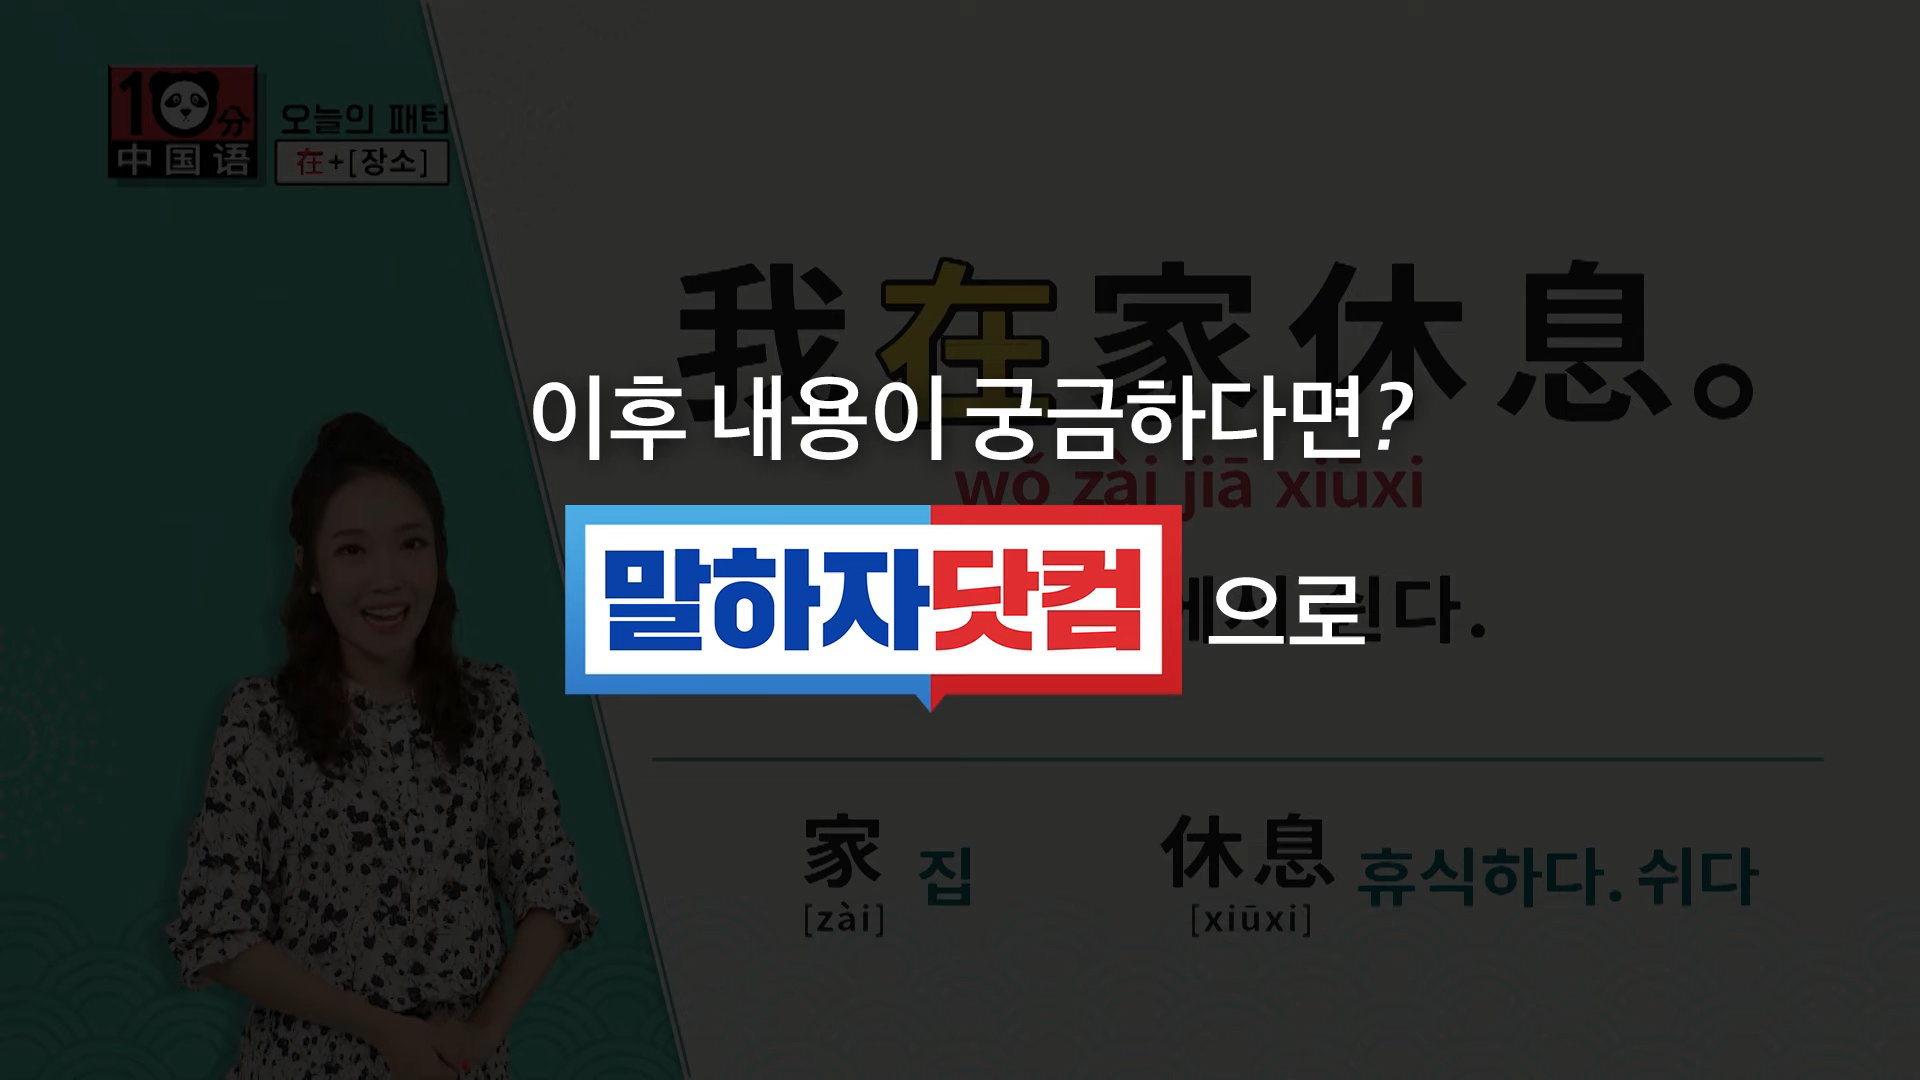 10分
中国语
오늘의 패턴
在+[장소]
我在家休息。
wǒ zài jiā xiūxi
이후 내용이 궁금하다면?
말하자닷컴으로
쉰다.
家 집
[zài]
休息 휴식하다. 쉬다
[xiūxi]